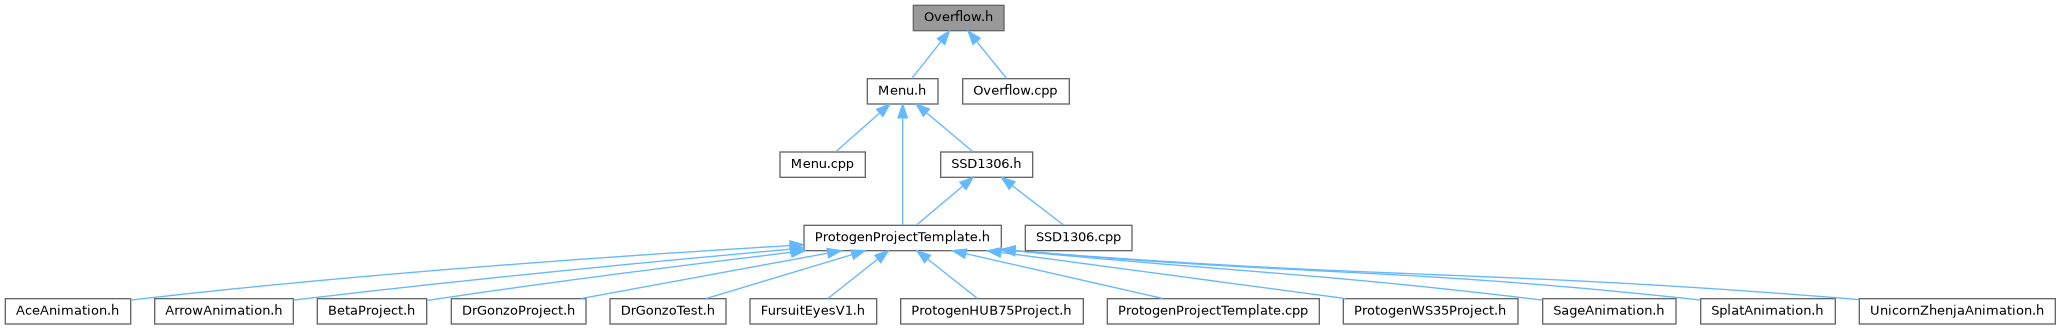 Overflow.h
Menu.h
Overflow.cpp
Menu.cpp
SSD1306.h
ProtogenProjectTemplate.h
SSD1306.cpp
AceAnimation.h
ArrowAnimation.h
BetaProject.h
DrGonzoProject.h
DrGonzoTest.h
FursuitEyesV1.h
ProtogenHUB75Project.h
ProtogenProjectTemplate.cpp
ProtogenWS35Project.h
SageAnimation.h
SplatAnimation.h
UnicornZhenjaAnimation.h